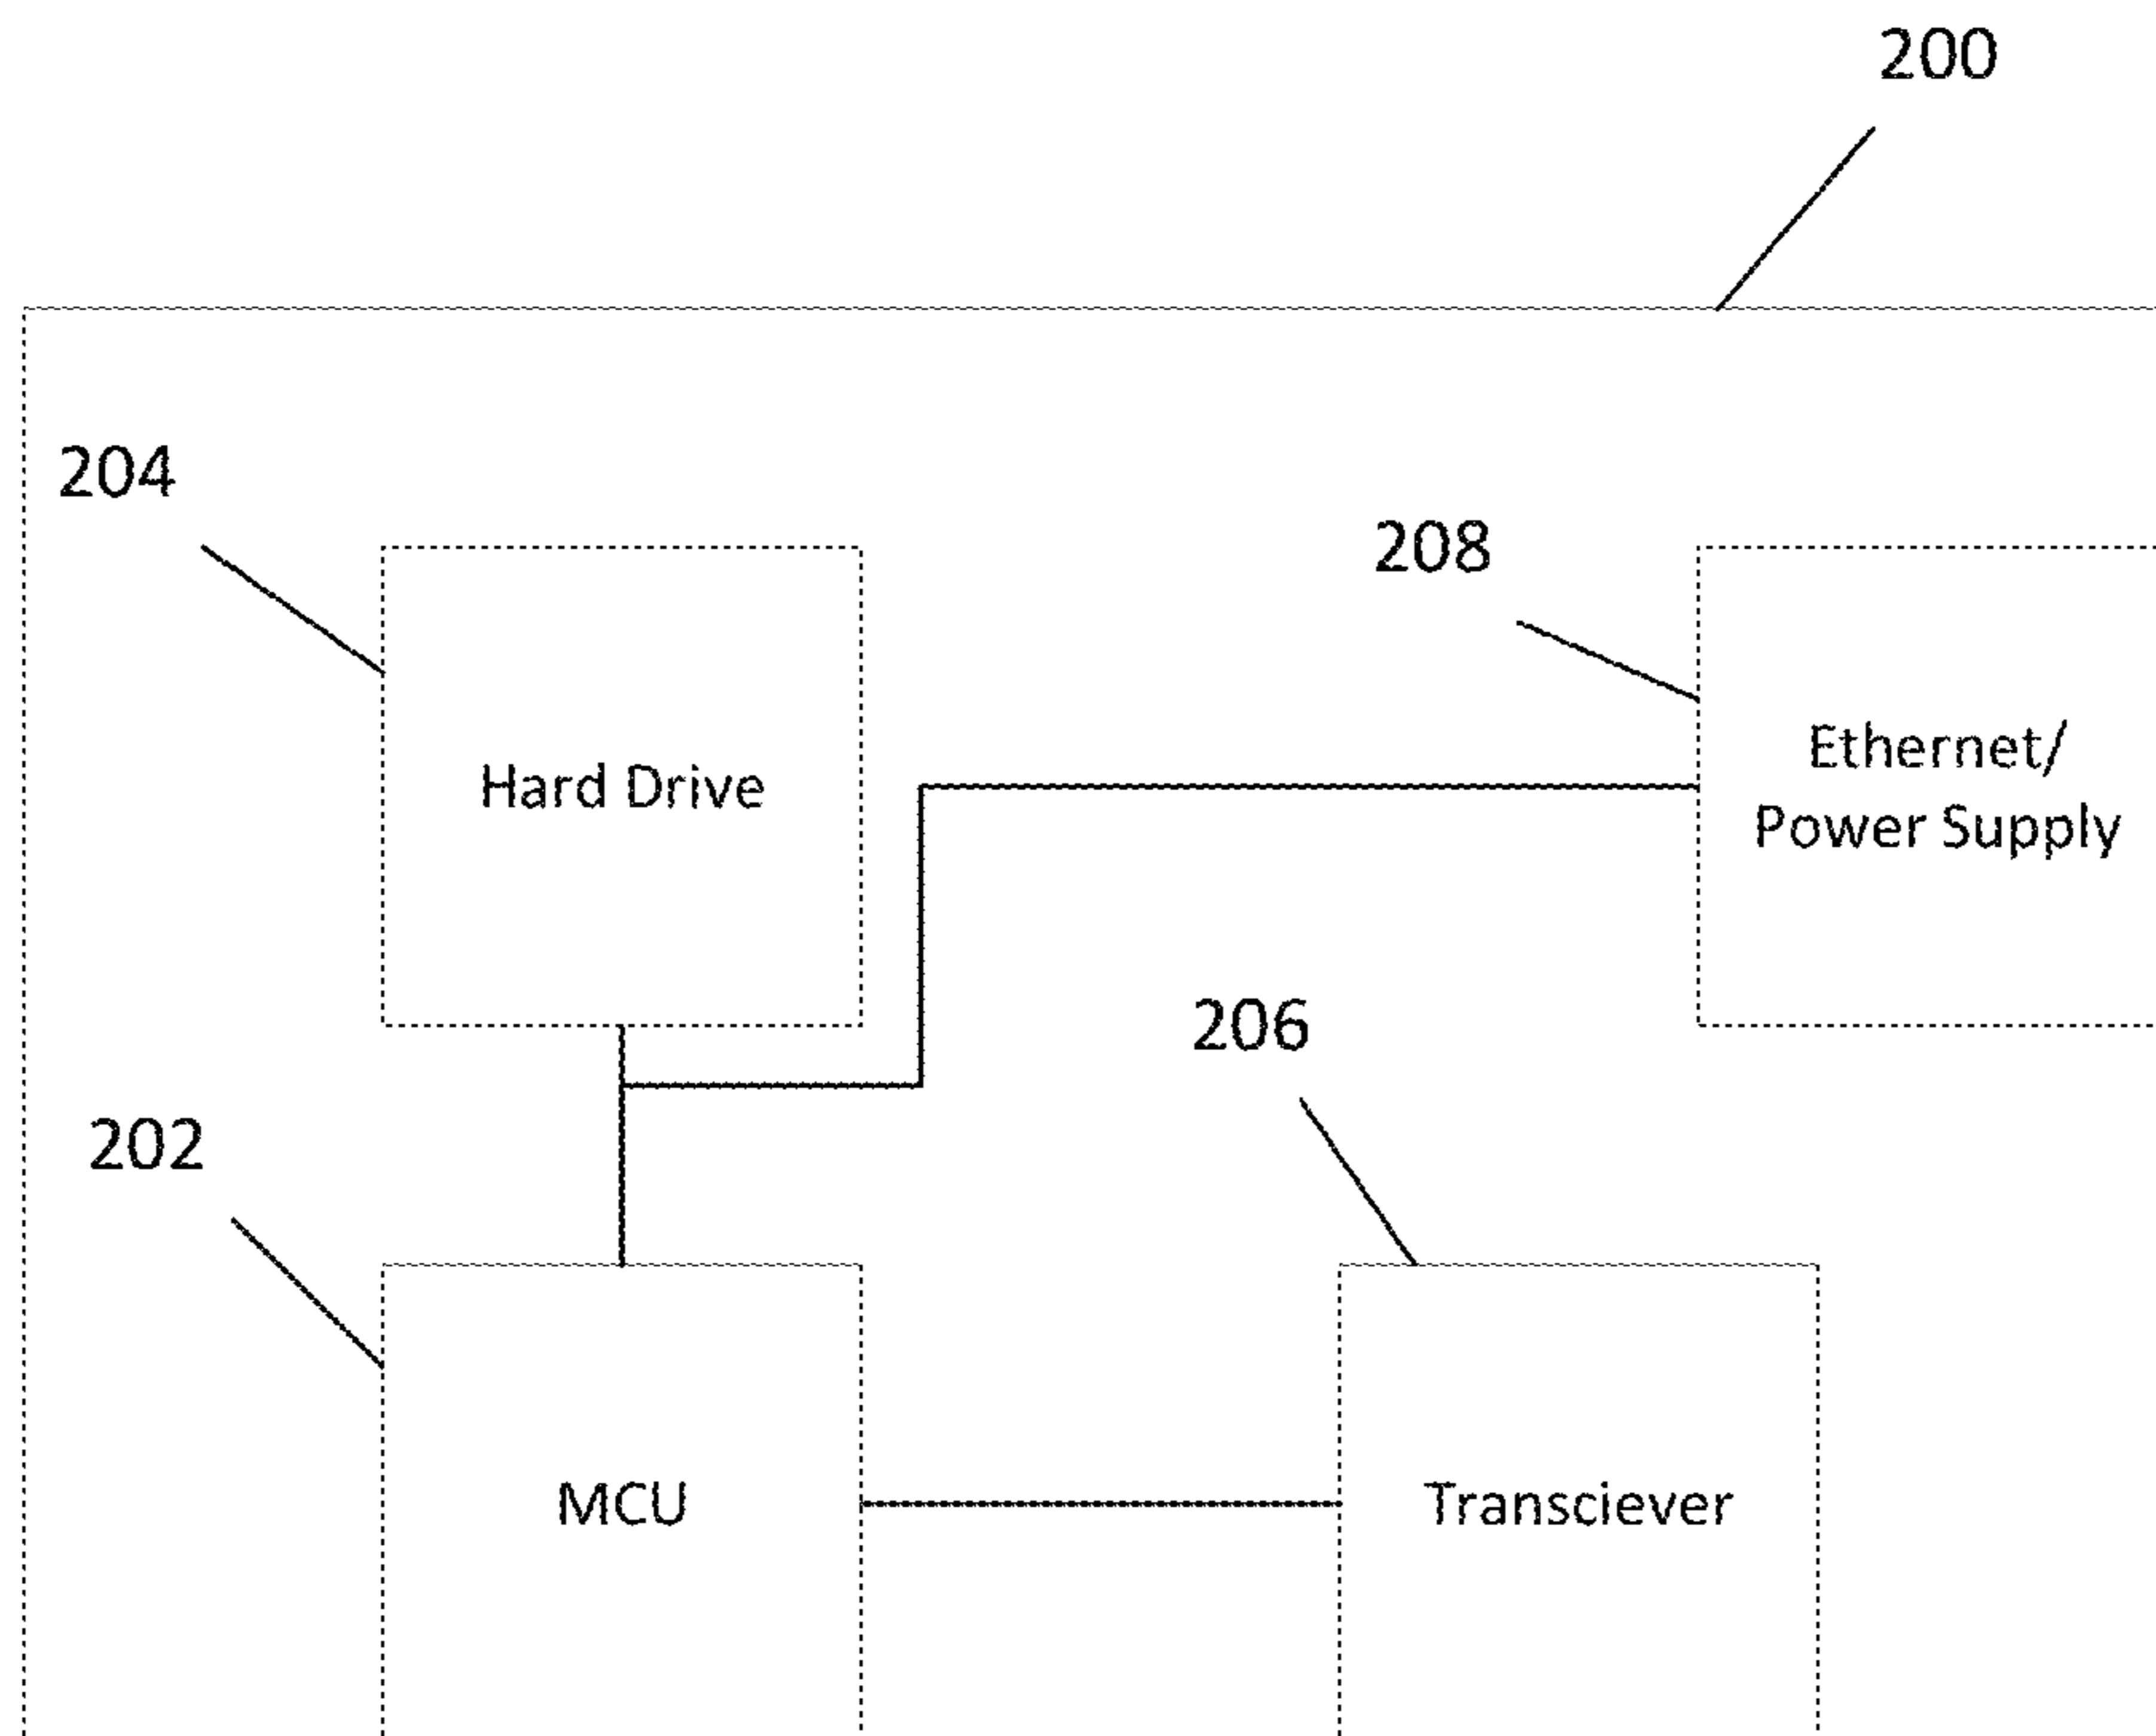 200
204
208
Hard Drive
Ethernet/
Power Supply
206
202
MCU
Transciever